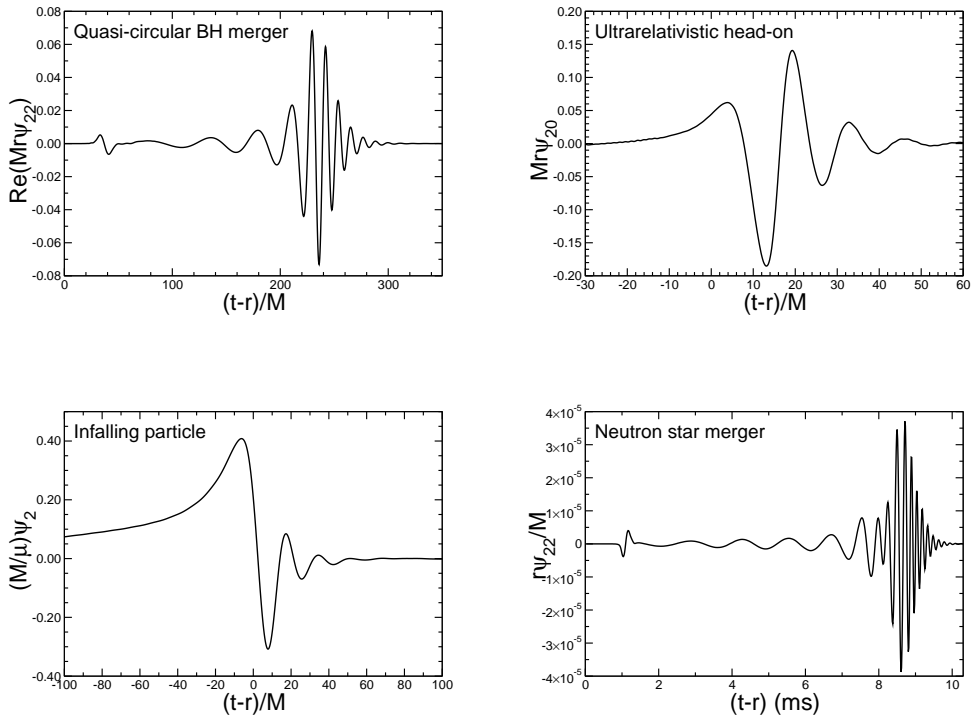 Quasi-circular BH merger
Re(Mrψ₂₂)
0.08
0.06
0.04
0.02
0.00
-0.02
-0.04
-0.06
-0.08
0 100 200 300
(t-r)/M
Ultrarelativistic head-on
Mrψ₂₀
0.20
0.15
0.10
0.05
0.00
-0.05
-0.10
-0.15
-0.20
-30 -20 -10 0 10 20 30 40 50 60
(t-r)/M
Infalling particle
(M/μ)ψ₂
0.40
0.20
0.00
-0.20
-0.40
-100 -80 -60 -40 -20 0 20 40 60 80 100
(t-r)/M
Neutron star merger
rψ₂₂/M
4×10⁻⁵
3×10⁻⁵
2×10⁻⁵
1×10⁻⁵
0
-1×10⁻⁵
-2×10⁻⁵
-3×10⁻⁵
-4×10⁻⁵
0 2 4 6 8 10
(t-r) (ms)